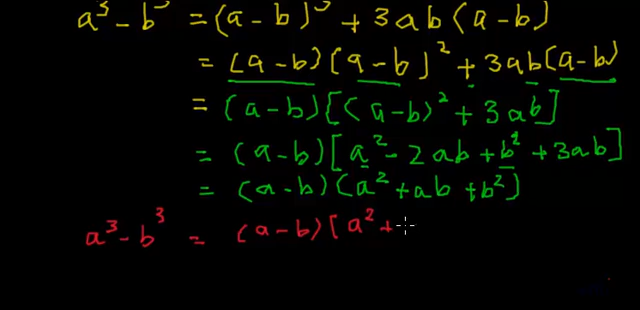 a³ - b³ = (a - b)³ + 3ab(a - b)
= (a - b)(a - b)² + 3ab(a - b)
= (a - b)[(a - b)² + 3ab]
= (a - b)[a² - 2ab + b² + 3ab]
= (a - b)(a² + ab + b²)
a³ - b³ = (a - b)[a² +